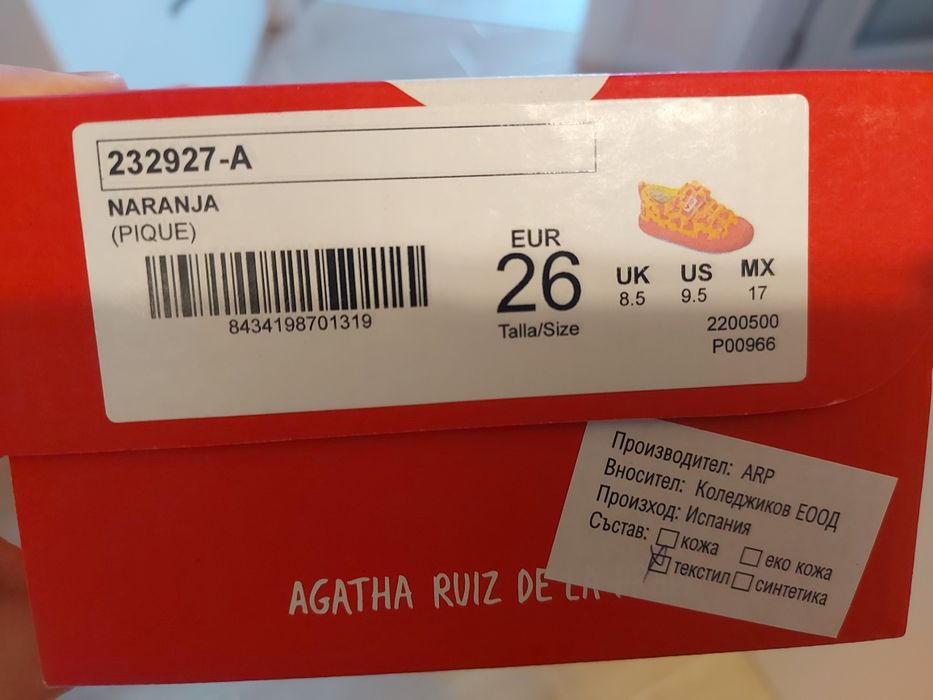 232927-A
NARANJA
(PIQUE)
8434198701319
EUR
26
Talla/Size
UK US MX
8.5 9.5 17
2200500
P00966
Производител: ARP
Вносител: Коледжиков ЕООД
Произход: Испания
Състав: кожа еко кожа
текстил синтетика
AGATHA RUIZ DE